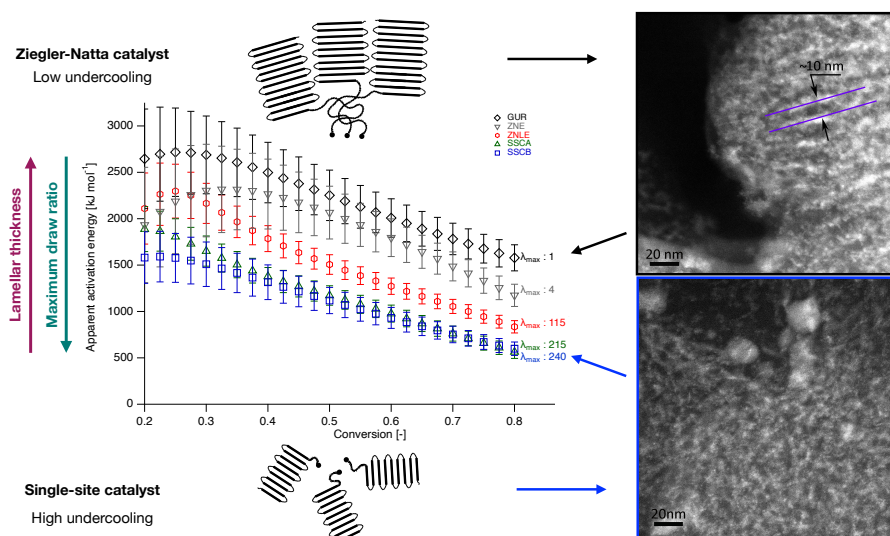 Ziegler-Natta catalyst
Low undercooling
~10 nm
20 nm
GUR
ZNE
ZNLE
SSCA
SSCB
Lamellar thickness
Maximum draw ratio
Apparent activation energy [kJ mol⁻¹]
3000
2500
2000
1500
1000
500
0
λmax : 1
λmax : 4
λmax : 115
λmax : 215
λmax : 240
0.2 0.3 0.4 0.5 0.6 0.7 0.8
Conversion [-]
Single-site catalyst
High undercooling
20nm